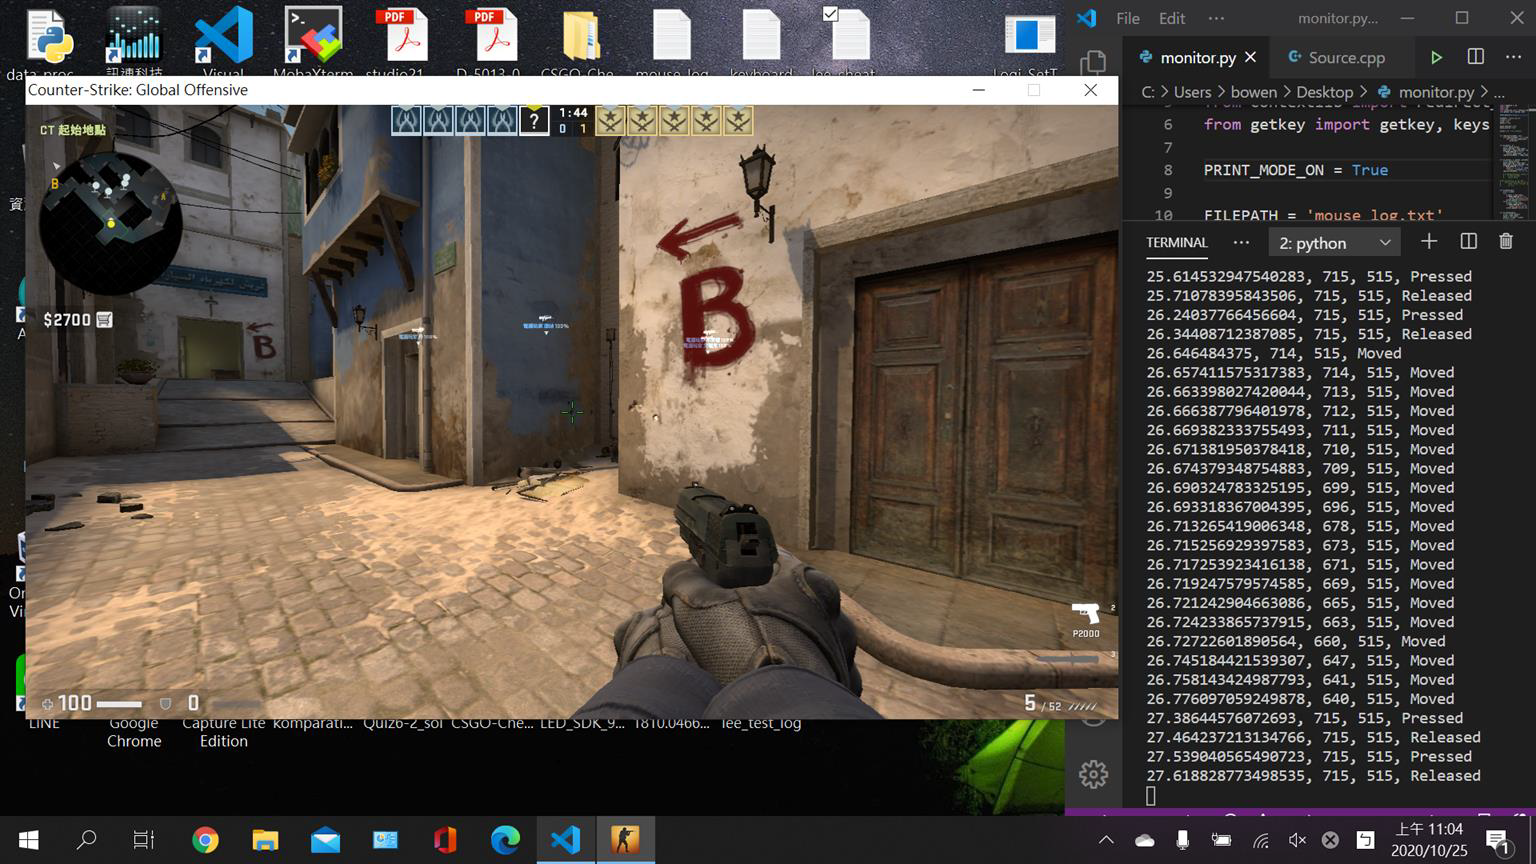 data_proc
訊連科技
Visual
MobaXterm
studio21
D-5013-0
CSGO-Che...
mouse_log
keyboard
lee_cheat
Logi_SetT
File Edit ···
monitor.py...
monitor.py
Source.cpp
C: > Users > bowen > Desktop > monitor.py > ...
6 from getkey import getkey, keys
7
8 PRINT_MODE_ON = True
9
10 FILEPATH = 'mouse_log.txt'
TERMINAL ···
2: python
25.614532947540283, 715, 515, Pressed
25.71078395843506, 715, 515, Released
26.24037766456604, 715, 515, Pressed
26.34408712387085, 715, 515, Released
26.646484375, 714, 515, Moved
26.657411575317383, 714, 515, Moved
26.663398027420044, 713, 515, Moved
26.666387796401978, 712, 515, Moved
26.669382333755493, 711, 515, Moved
26.671381950378418, 710, 515, Moved
26.674379348754883, 709, 515, Moved
26.690324783325195, 699, 515, Moved
26.693318367004395, 696, 515, Moved
26.713265419006348, 678, 515, Moved
26.715256929397583, 673, 515, Moved
26.717253923416138, 671, 515, Moved
26.719247579574585, 669, 515, Moved
26.721242904663086, 665, 515, Moved
26.724233865737915, 663, 515, Moved
26.72722601890564, 660, 515, Moved
26.745184421539307, 647, 515, Moved
26.758143424987793, 641, 515, Moved
26.776097059249878, 640, 515, Moved
27.38644576072693, 715, 515, Pressed
27.464237213134766, 715, 515, Released
27.539040565490723, 715, 515, Pressed
27.618828773498535, 715, 515, Released
Counter-Strike: Global Offensive
CT 起始地點
?
1:44
0 1
B
A
$2700
B
B
2
P2000
3
100
0
5 / 52
LINE
Google Chrome
Capture Lite Edition
komparati...
Quiz6-2_sol
CSGO-Che...
LED_SDK_9...
1810.0466...
lee_test_log
上午 11:04
2020/10/25
1